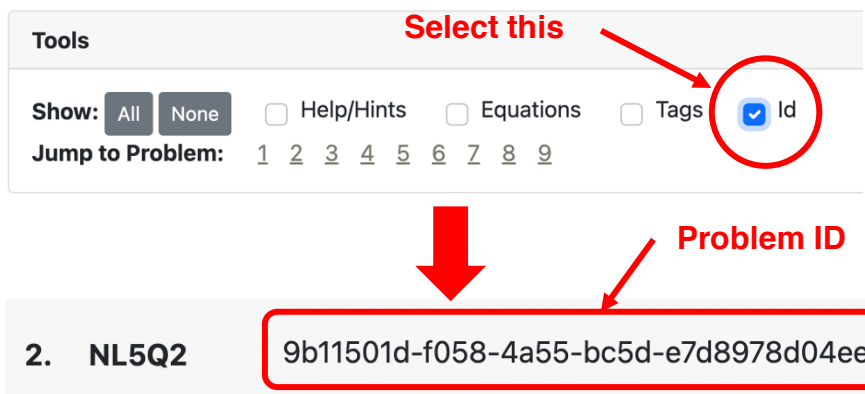 Select this
Tools
Show: All None Help/Hints Equations Tags Id
Jump to Problem: 1 2 3 4 5 6 7 8 9
Problem ID
2. NL5Q2 9b11501d-f058-4a55-bc5d-e7d8978d04ee